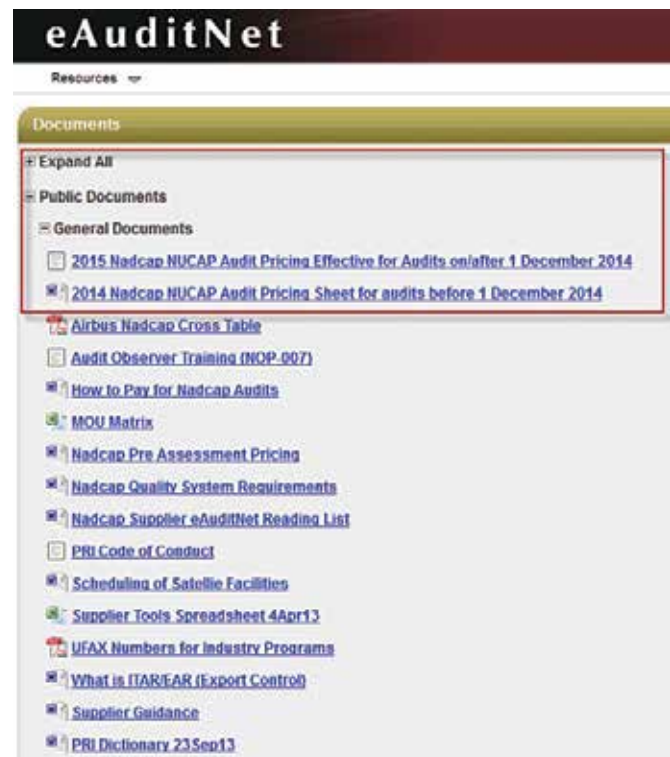 eAuditNet
Resources
Documents
Expand All
Public Documents
General Documents
2015 Nadcap NUCAP Audit Pricing Effective for Audits on/after 1 December 2014
2014 Nadcap NUCAP Audit Pricing Sheet for audits before 1 December 2014
Airbus Nadcap Cross Table
Audit Observer Training (NOP-007)
How to Pay for Nadcap Audits
MOU Matrix
Nadcap Pre Assessment Pricing
Nadcap Quality System Requirements
Nadcap Supplier eAuditNet Reading List
PRI Code of Conduct
Scheduling of Satellie Facilities
Supplier Tools Spreadsheet 4Apr13
UFAX Numbers for Industry Programs
What is ITAR/EAR (Export Control)
Supplier Guidance
PRI Dictionary 23Sep13